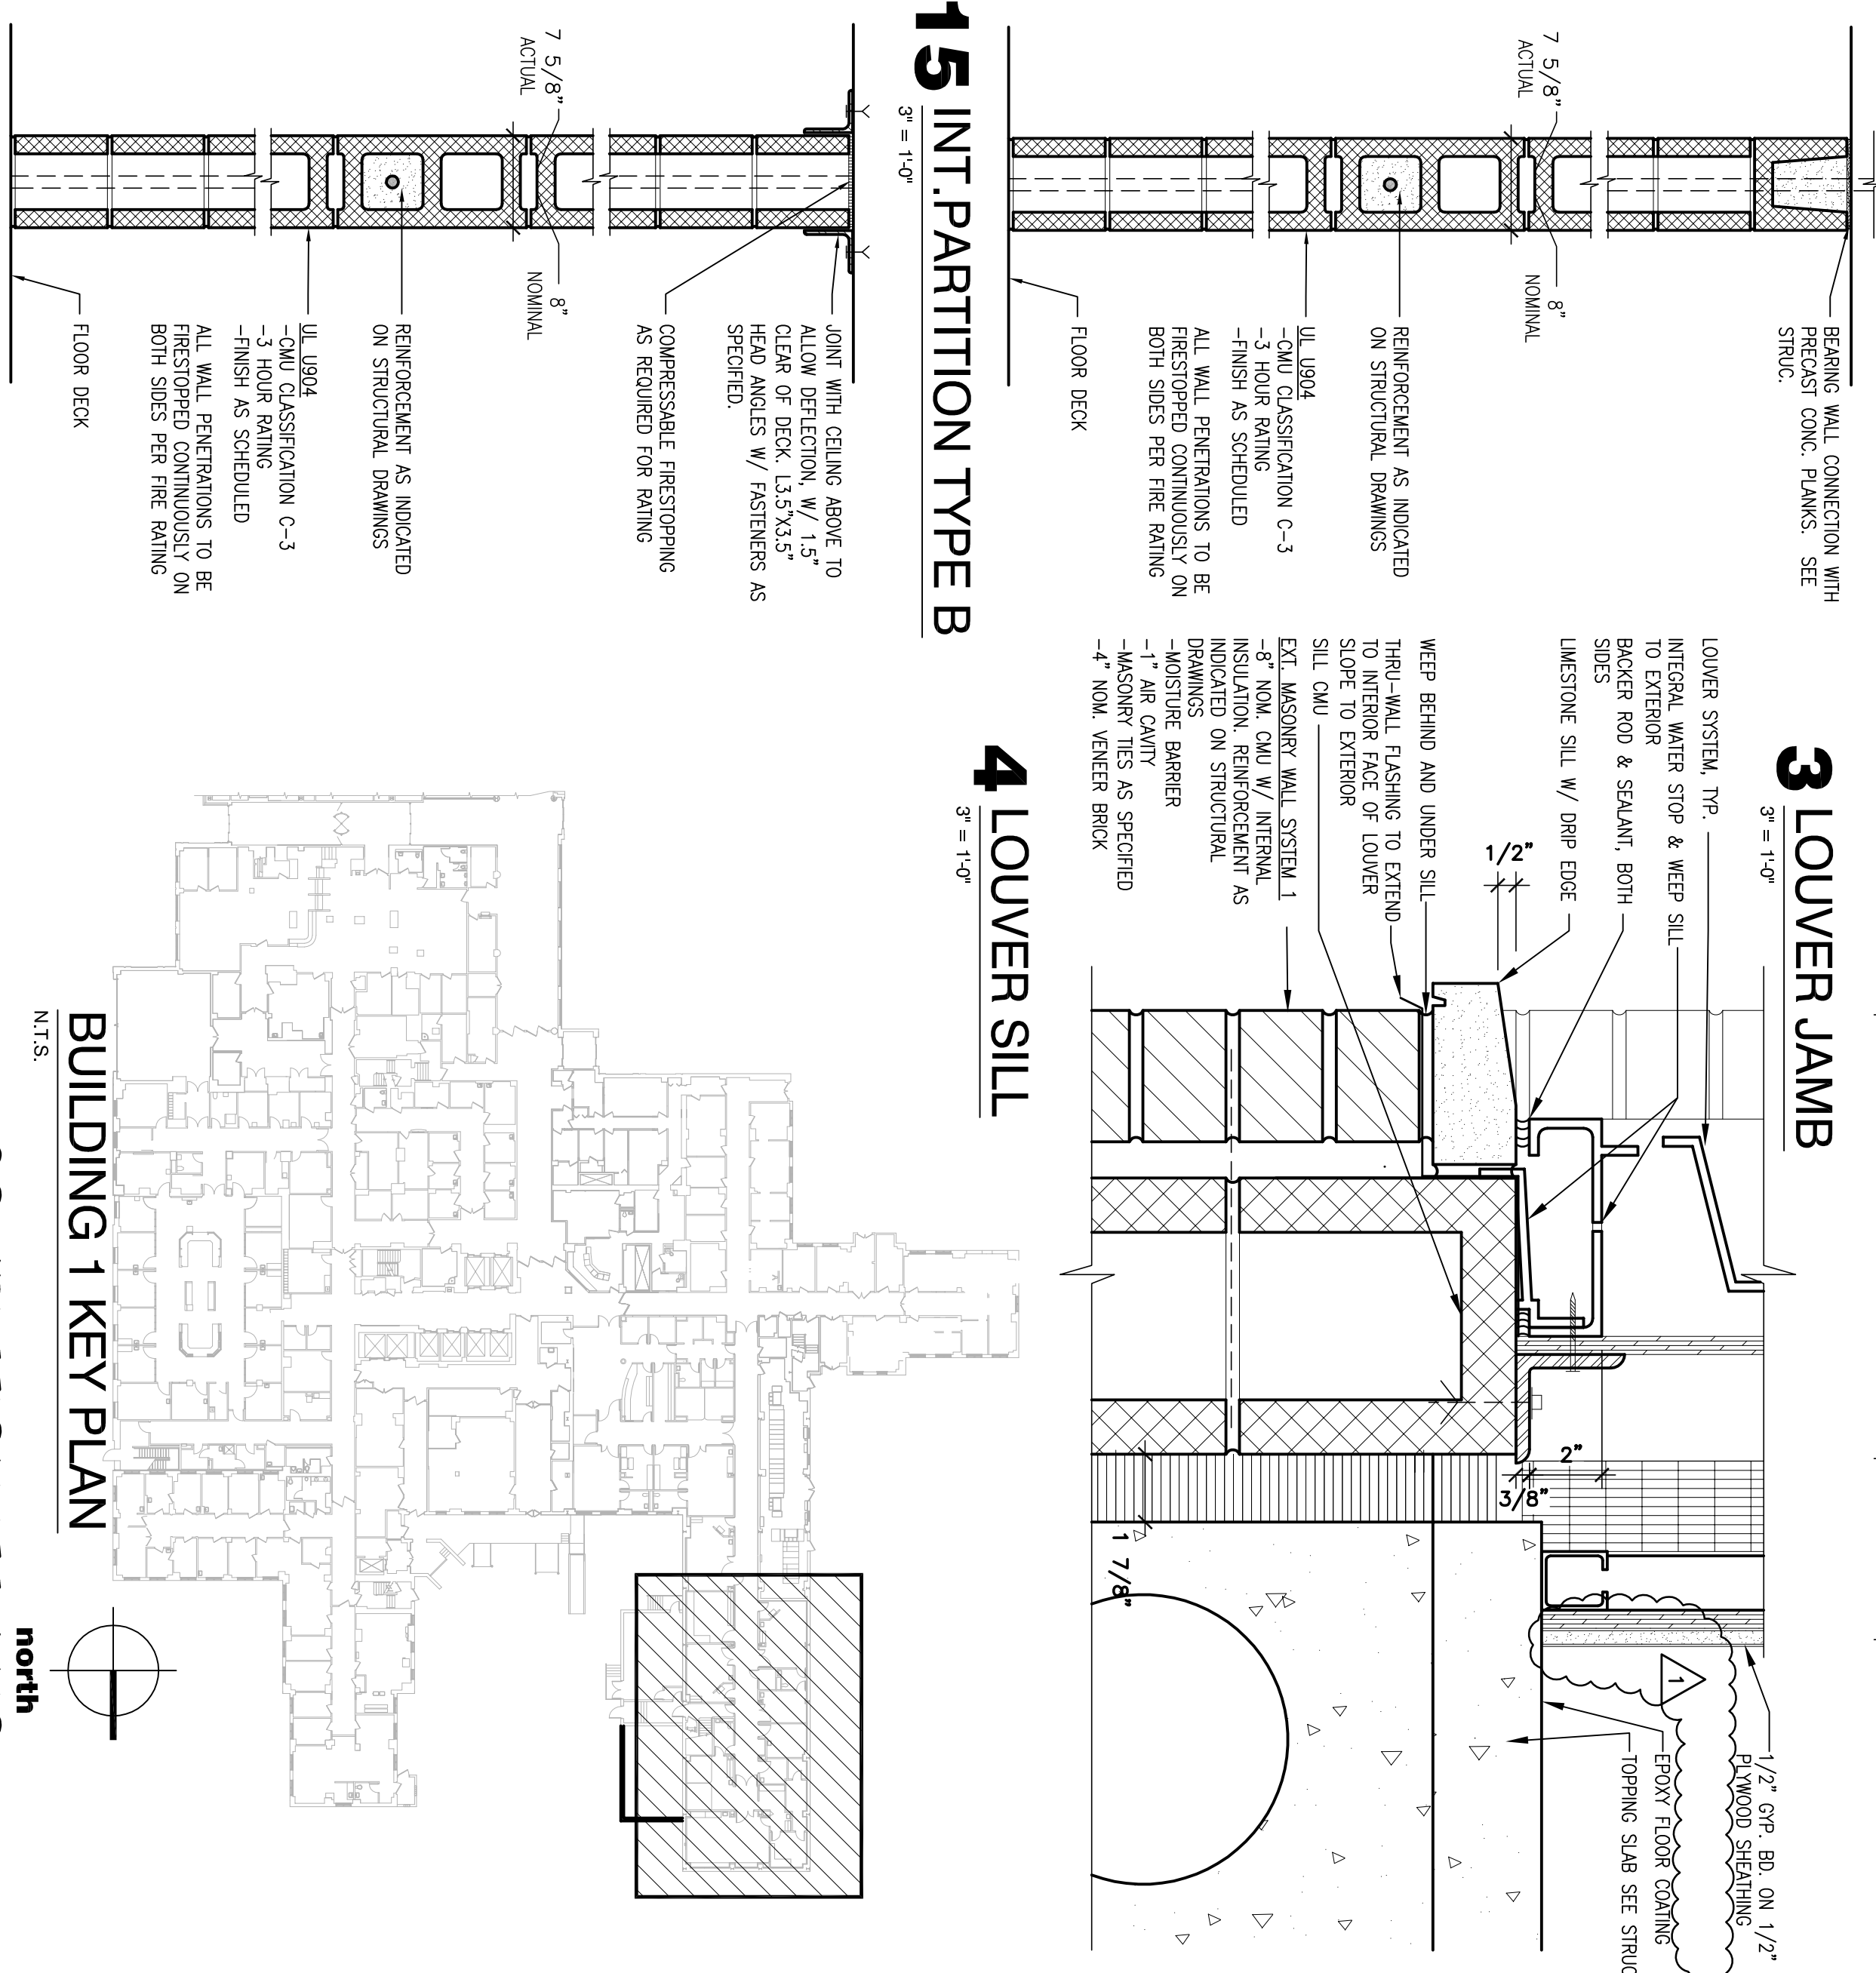 BEARING WALL CONNECTION WITH
PRECAST CONC. PLANKS. SEE
STRUC.
7 5/8"
ACTUAL
8"
NOMINAL
REINFORCEMENT AS INDICATED
ON STRUCTURAL DRAWINGS
UL U904
-CMU CLASSIFICATION C-3
-3 HOUR RATING
-FINISH AS SCHEDULED
ALL WALL PENETRATIONS TO BE
FIRESTOPPED CONTINUOUSLY ON
BOTH SIDES PER FIRE RATING
FLOOR DECK
15 INT.PARTITION TYPE B
3" = 1'-0"
JOINT WITH CEILING ABOVE TO
ALLOW DEFLECTION, W/ 1.5"
CLEAR OF DECK. L3.5"X3.5"
HEAD ANGLES W/ FASTENERS AS
SPECIFIED.
COMPRESSABLE FIRESTOPPING
AS REQUIRED FOR RATING
7 5/8"
ACTUAL
8"
NOMINAL
REINFORCEMENT AS INDICATED
ON STRUCTURAL DRAWINGS
UL U904
-CMU CLASSIFICATION C-3
-3 HOUR RATING
-FINISH AS SCHEDULED
ALL WALL PENETRATIONS TO BE
FIRESTOPPED CONTINUOUSLY ON
BOTH SIDES PER FIRE RATING
FLOOR DECK
3 LOUVER JAMB
3" = 1'-0"
LOUVER SYSTEM, TYP.
INTEGRAL WATER STOP & WEEP SILL
TO EXTERIOR
BACKER ROD & SEALANT, BOTH
SIDES
LIMESTONE SILL W/ DRIP EDGE
1/2"
WEEP BEHIND AND UNDER SILL
THRU-WALL FLASHING TO EXTEND
TO INTERIOR FACE OF LOUVER
SLOPE TO EXTERIOR
SILL CMU
EXT. MASONRY WALL SYSTEM 1
-8" NOM. CMU W/ INTERNAL
INSULATION. REINFORCEMENT AS
INDICATED ON STRUCTURAL
DRAWINGS
-MOISTURE BARRIER
-1" AIR CAVITY
-MASONRY TIES AS SPECIFIED
-4" NOM. VENEER BRICK
2"
3/8"
1 7/8"
1
1/2" GYP. BD. ON 1/2"
PLYWOOD SHEATHING
EPOXY FLOOR COATING
TOPPING SLAB SEE STRUC
4 LOUVER SILL
3" = 1'-0"
BUILDING 1 KEY PLAN
N.T.S.
north